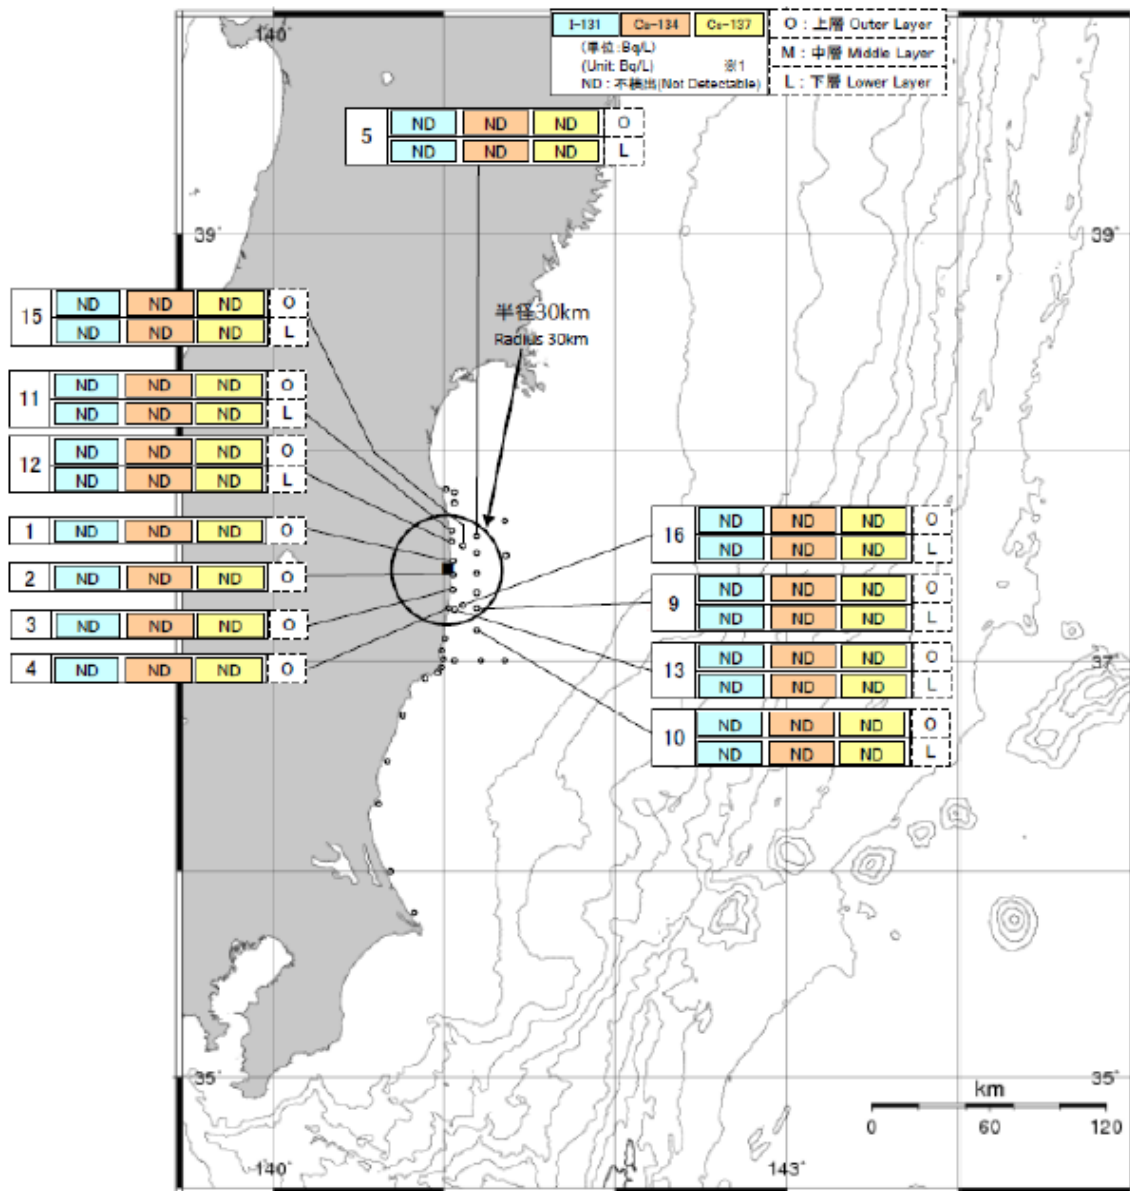 I-131 Cs-134 Cs-137
(単位:Bq/L)
(Unit: Bq/L) ※1
ND : 不検出(Not Detectable)
O : 上層 Outer Layer
M : 中層 Middle Layer
L : 下層 Lower Layer
140°
5 ND ND ND O
ND ND ND L
39° 39°
半径30km
Radius 30km
15 ND ND ND O
ND ND ND L
11 ND ND ND O
ND ND ND L
12 ND ND ND O
ND ND ND L
1 ND ND ND O
2 ND ND ND O
3 ND ND ND O
4 ND ND ND O
16 ND ND ND O
ND ND ND L
9 ND ND ND O
ND ND ND L
13 ND ND ND O
ND ND ND L
37°
10 ND ND ND O
ND ND ND L
35° 35°
km
0 60 120
140° 143°